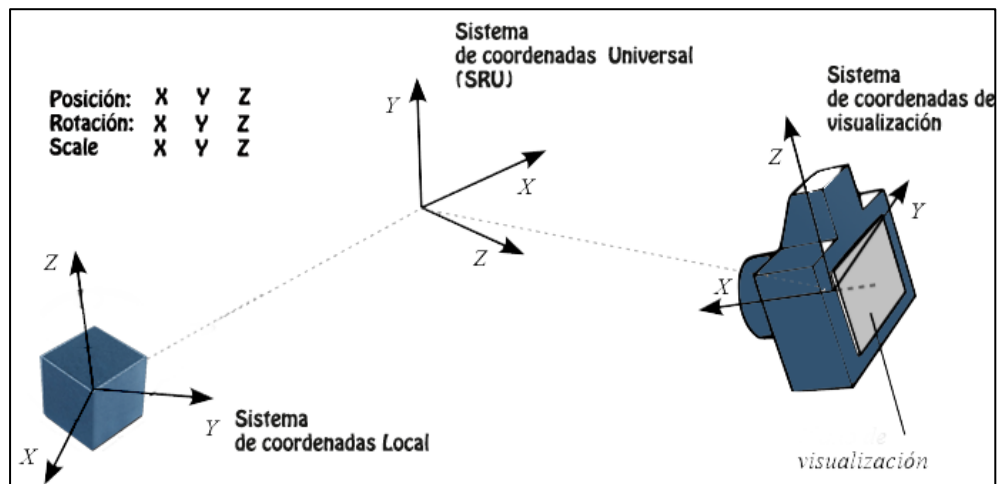 Sistema
de coordenadas Universal
(SRU)
Sistema
de coordenadas de
visualización
Posición: X Y Z
Rotación: X Y Z
Scale X Y Z
Y
X
Z
Z
Y
X
Z
X
Y
Sistema
de coordenadas Local
visualización